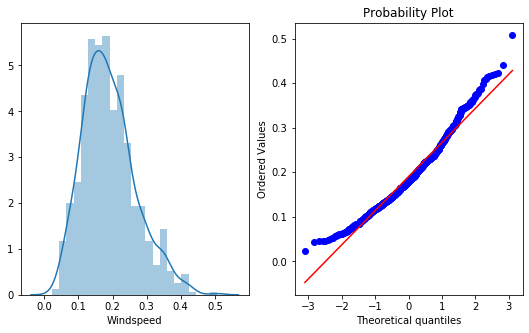 Probability Plot
5
4
3
2
1
0
0.0 0.1 0.2 0.3 0.4 0.5
Windspeed
Ordered Values
0.5
0.4
0.3
0.2
0.1
0.0
−3 −2 −1 0 1 2 3
Theoretical quantiles